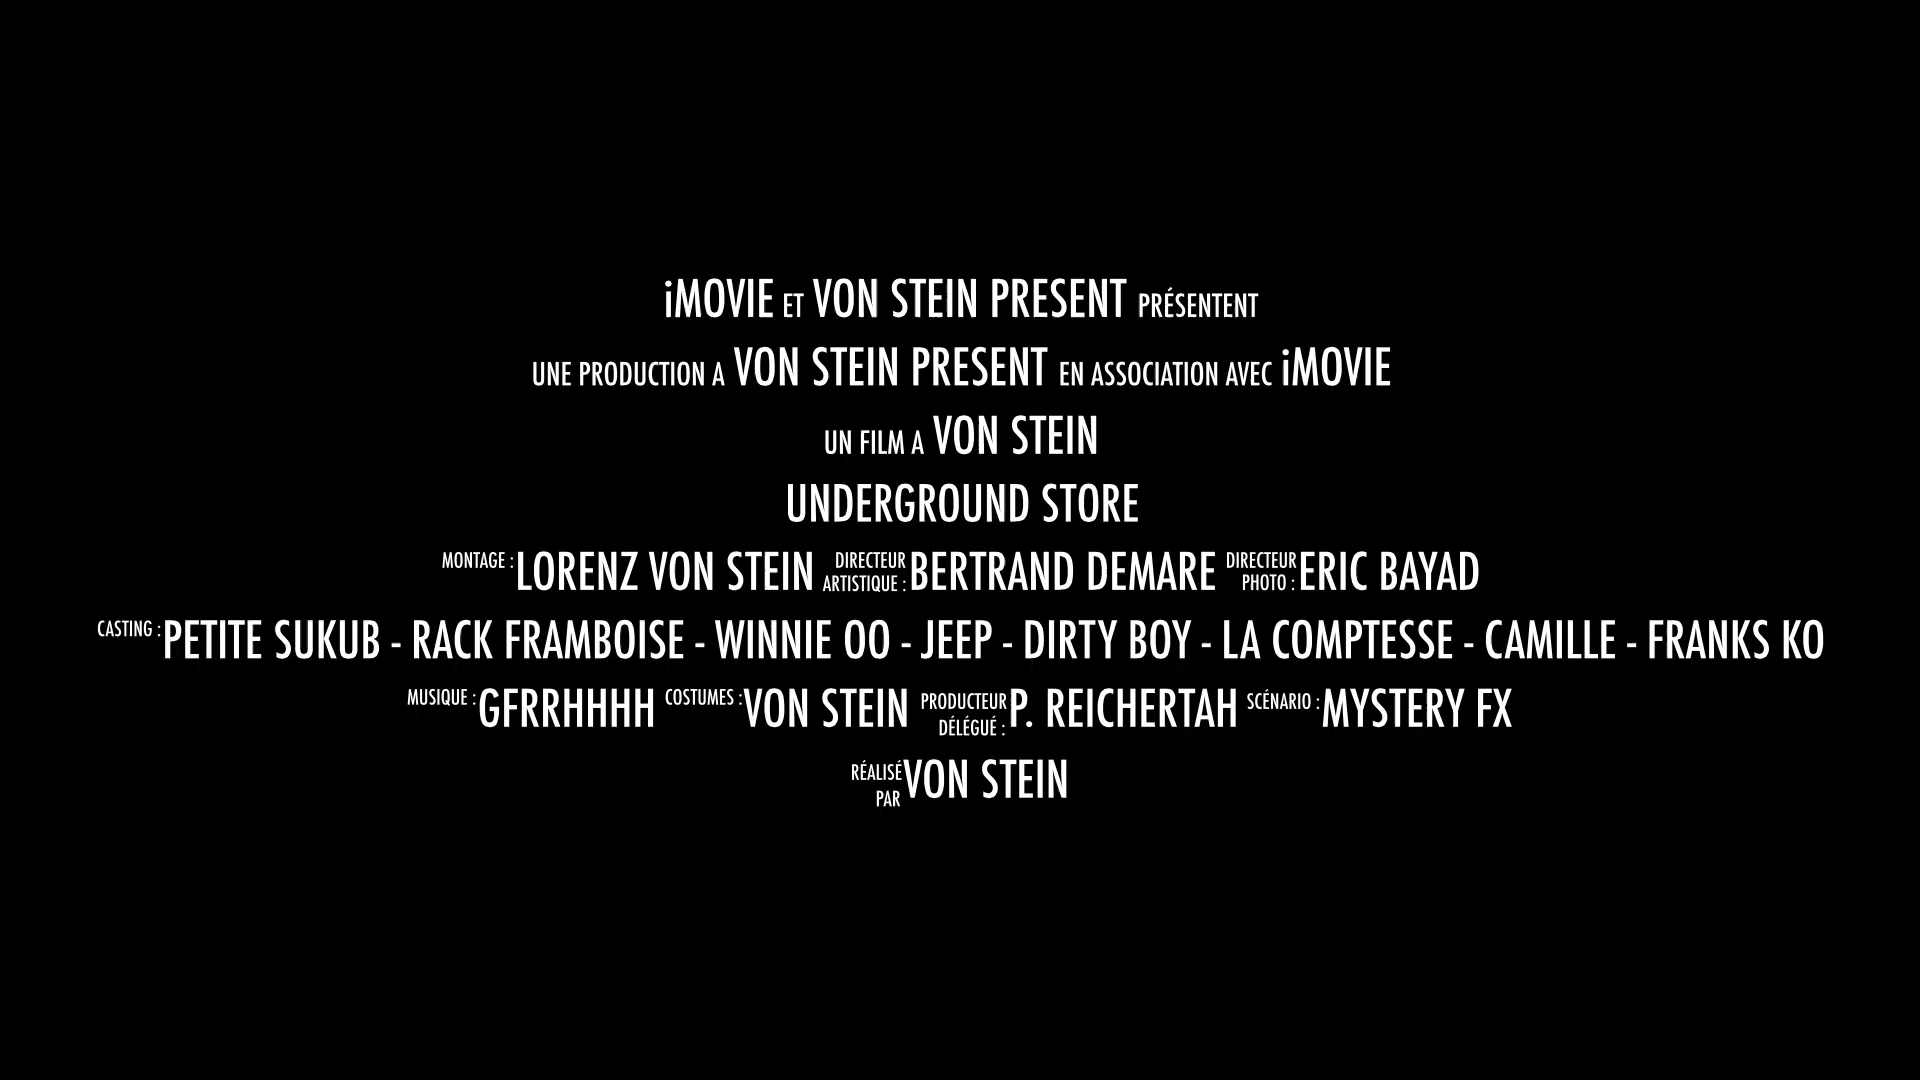 iMOVIE ET VON STEIN PRESENT PRÉSENTENT
UNE PRODUCTION A VON STEIN PRESENT EN ASSOCIATION AVEC iMOVIE
UN FILM A VON STEIN
UNDERGROUND STORE
MONTAGE : LORENZ VON STEIN DIRECTEUR ARTISTIQUE : BERTRAND DEMARE DIRECTEUR PHOTO : ERIC BAYAD
CASTING : PETITE SUKUB - RACK FRAMBOISE - WINNIE OO - JEEP - DIRTY BOY - LA COMPTESSE - CAMILLE - FRANKS KO
MUSIQUE : GFRRHHHH COSTUMES : VON STEIN PRODUCTEUR DÉLÉGUÉ : P. REICHERTAH SCÉNARIO : MYSTERY FX
RÉALISÉ PAR VON STEIN